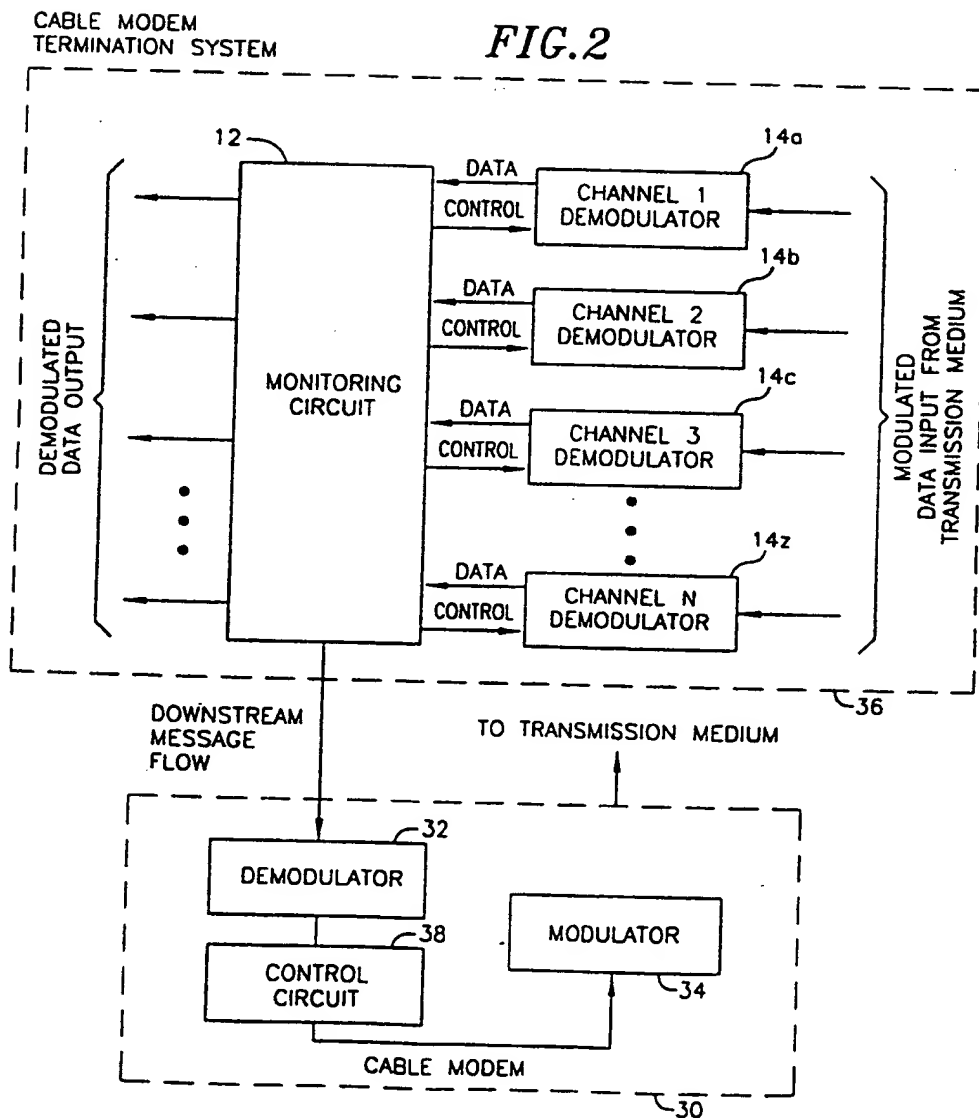 CABLE MODEM
TERMINATION SYSTEM
FIG.2
12
14a
DATA
CONTROL
CHANNEL 1
DEMODULATOR
14b
DATA
CONTROL
CHANNEL 2
DEMODULATOR
14c
DATA
CONTROL
CHANNEL 3
DEMODULATOR
14z
DATA
CONTROL
CHANNEL N
DEMODULATOR
MONITORING
CIRCUIT
DEMODULATED
DATA OUTPUT
MODULATED
DATA INPUT FROM
TRANSMISSION MEDIUM
36
DOWNSTREAM
MESSAGE
FLOW
TO TRANSMISSION MEDIUM
32
DEMODULATOR
38
CONTROL
CIRCUIT
MODULATOR
34
CABLE MODEM
30